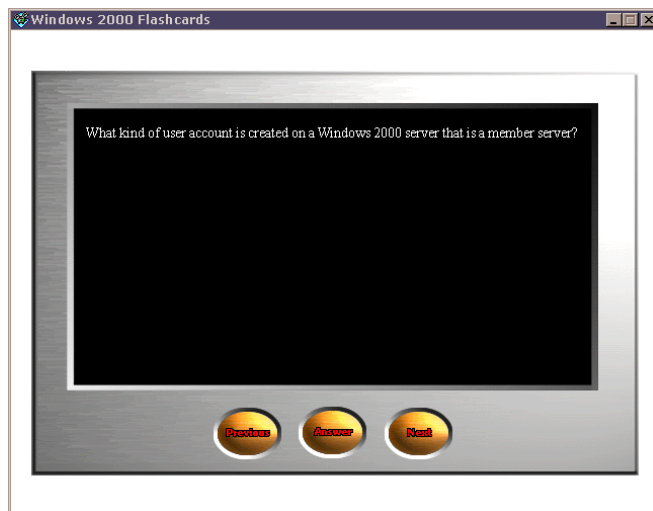 Windows 2000 Flashcards
What kind of user account is created on a Windows 2000 server that is a member server?
Previous
Answer
Next